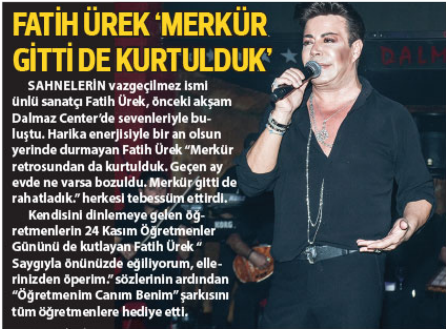 FATİH ÜREK ‘MERKÜR
GİTTİ DE KURTULDUK’
SAHNELERİN vazgeçilmez ismi
ünlü sanatçı Fatih Ürek, önceki akşam
Dalmaz Center’de sevenleriyle bu-
luştu. Harika enerjisiyle bir an olsun
yerinde durmayan Fatih Ürek “Merkür
retrosundan da kurtulduk. Geçen ay
evde ne varsa bozuldu. Merkür gitti de
rahatladık.” herkesi tebessüm ettirdi.
Kendisini dinlemeye gelen öğ-
retmenlerin 24 Kasım Öğretmenler
Gününü de kutlayan Fatih Ürek “
Saygıyla önünüzde eğiliyorum, elle-
rinizden öperim.” sözlerinin ardından
“Öğretmenim Canım Benim” şarkısını
tüm öğretmenlere hediye etti.
DALM
KORG